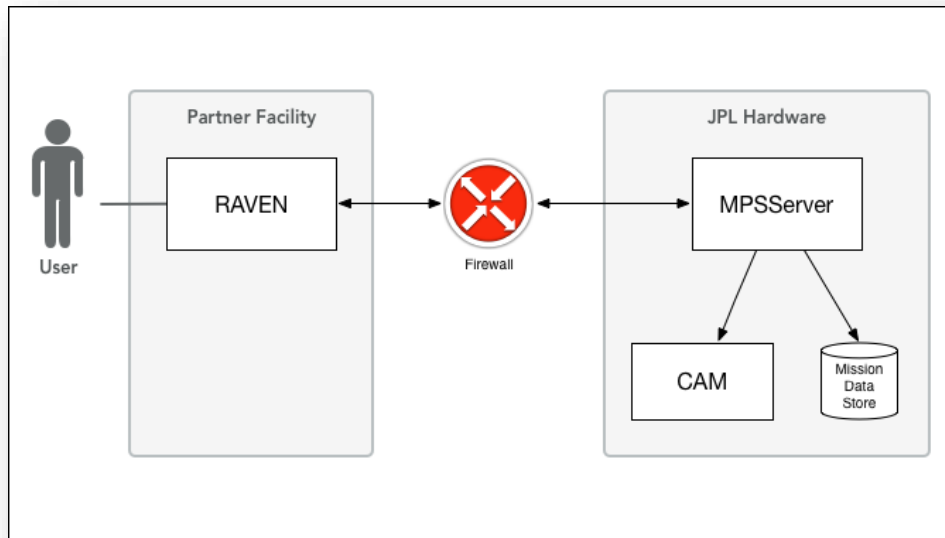 Partner Facility
JPL Hardware
RAVEN
MPSServer
User
Firewall
CAM
Mission
Data
Store